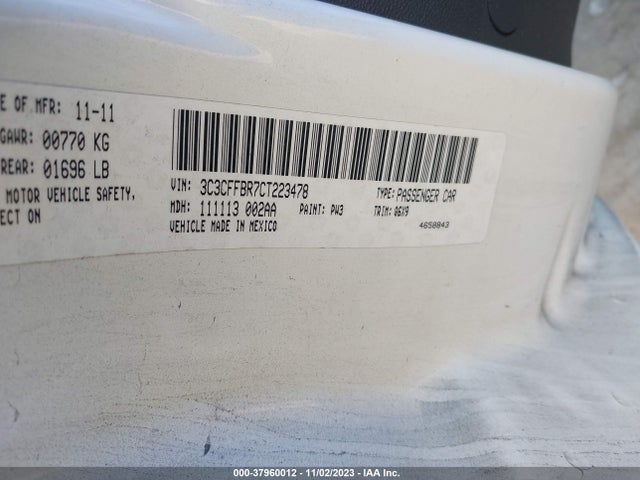 E OF MFR: 11-11
GAWR: 00770 KG
REAR: 01696 LB
MOTOR VEHICLE SAFETY,
ECT ON
VIN: 3C3CFFBR7CT223478
TYPE: PASSENGER CAR
MDH: 111113 002AA PAINT: PW3 TRIM: 06X9
VEHICLE MADE IN MEXICO
4658843
000-37960012 - 11/02/2023 - IAA Inc.